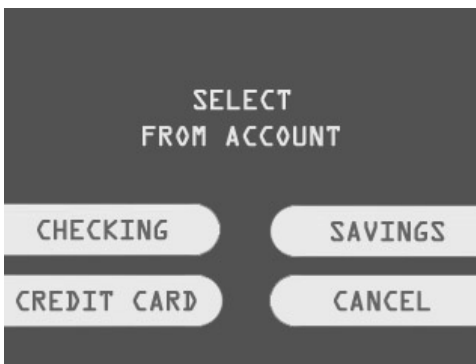 SELECT
FROM ACCOUNT
CHECKING
SAVINGS
CREDIT CARD
CANCEL